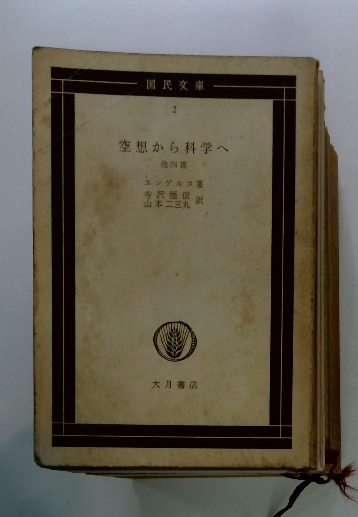 国民文庫
2
空想から科学へ
他四篇
エンゲルス著
寺沢恒信
山本二三丸 訳
大月書店